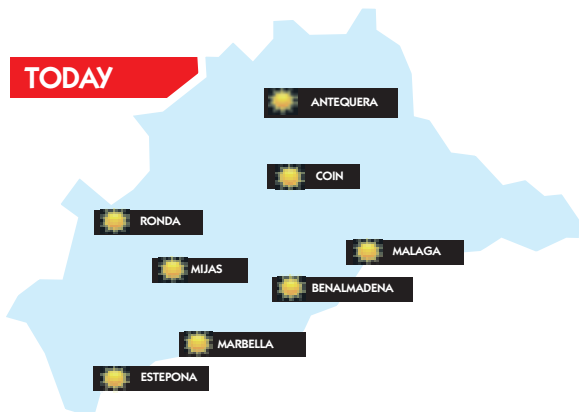 TODAY
ANTEQUERA
COIN
RONDA
MALAGA
MIJAS
BENALMADENA
MARBELLA
ESTEPONA